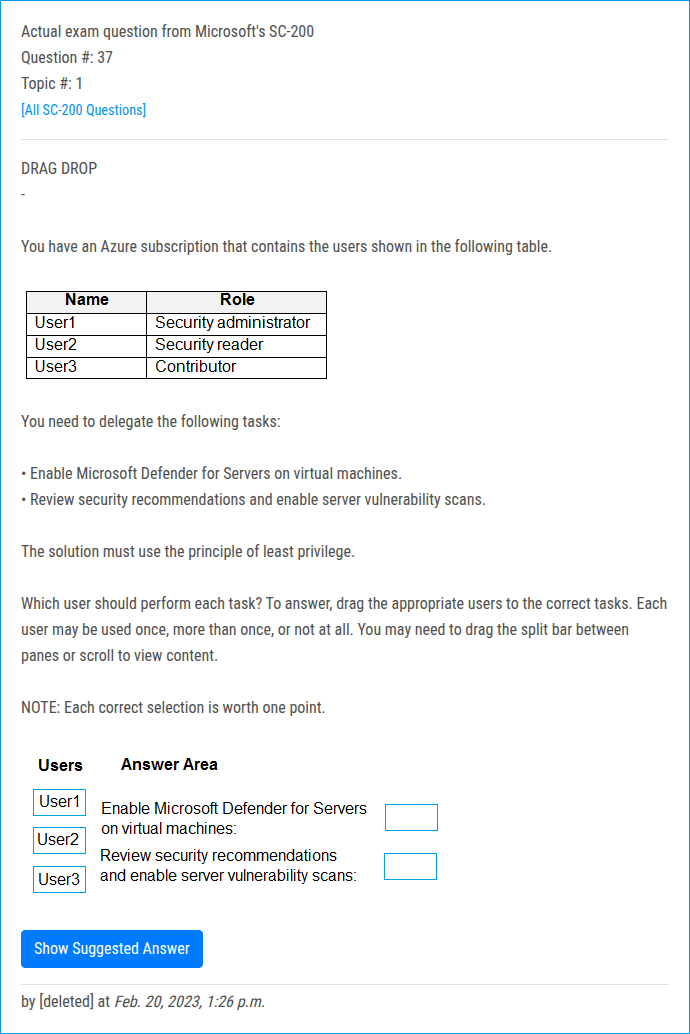 Actual exam question from Microsoft's SC-200
Question #: 37
Topic #: 1
[All SC-200 Questions]
DRAG DROP
-
You have an Azure subscription that contains the users shown in the following table.
Name Role
User1 Security administrator
User2 Security reader
User3 Contributor
You need to delegate the following tasks:
• Enable Microsoft Defender for Servers on virtual machines.
• Review security recommendations and enable server vulnerability scans.
The solution must use the principle of least privilege.
Which user should perform each task? To answer, drag the appropriate users to the correct tasks. Each
user may be used once, more than once, or not at all. You may need to drag the split bar between
panes or scroll to view content.
NOTE: Each correct selection is worth one point.
Users Answer Area
User1
Enable Microsoft Defender for Servers
on virtual machines:
User2
Review security recommendations
and enable server vulnerability scans:
User3
Show Suggested Answer
by [deleted] at Feb. 20, 2023, 1:26 p.m.